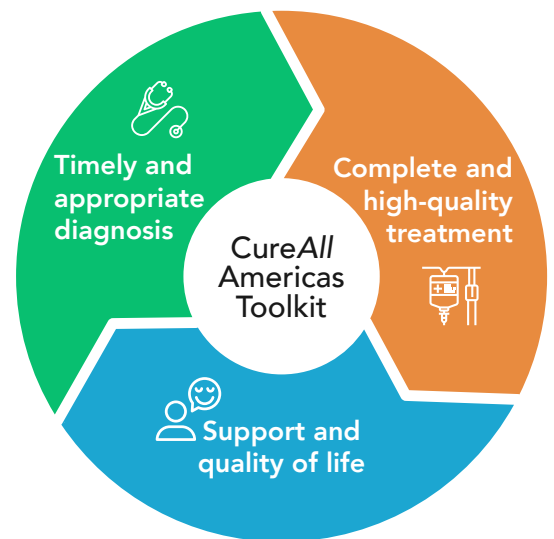 Timely and
appropriate
diagnosis
Complete and
high-quality
treatment
CureAll
Americas
Toolkit
Support and
quality of life